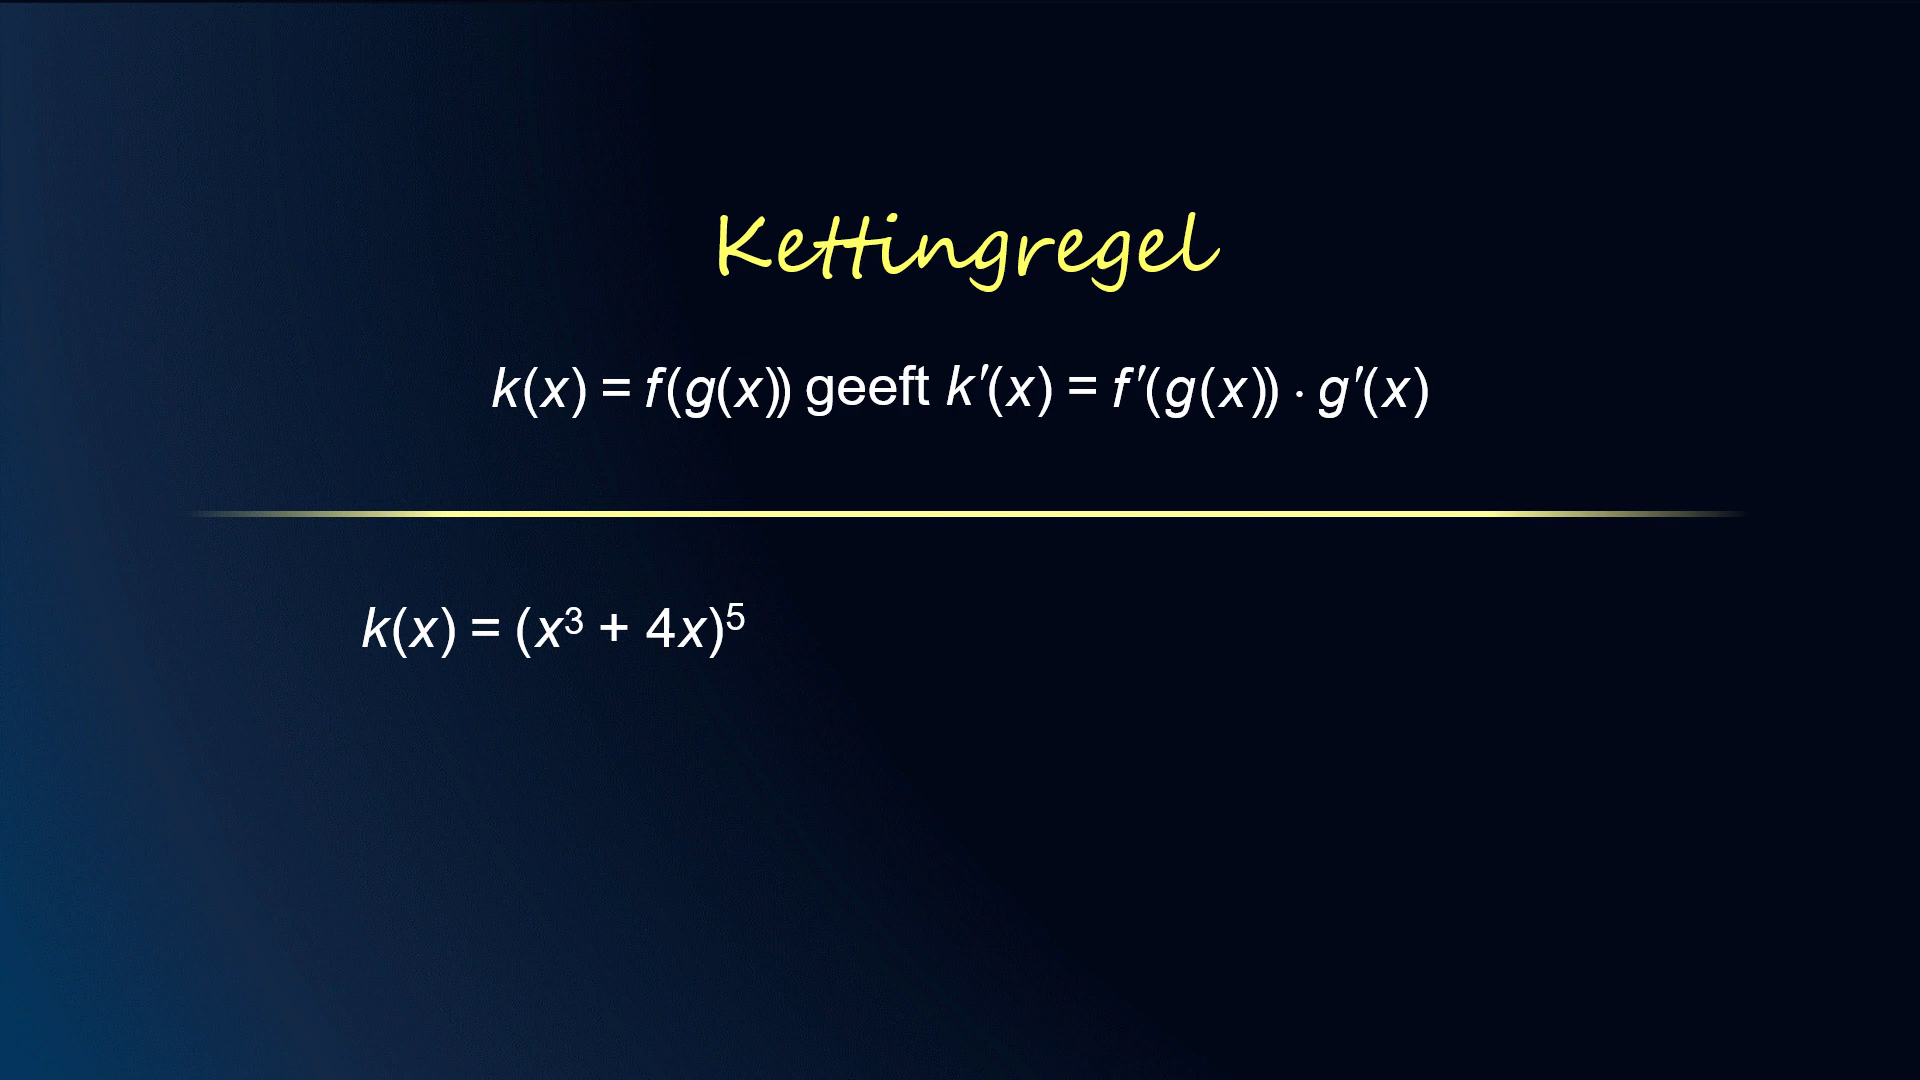 Kettingregel
k(x) = f(g(x)) geeft k′(x) = f′(g(x)) · g′(x)
k(x) = (x³ + 4x)⁵